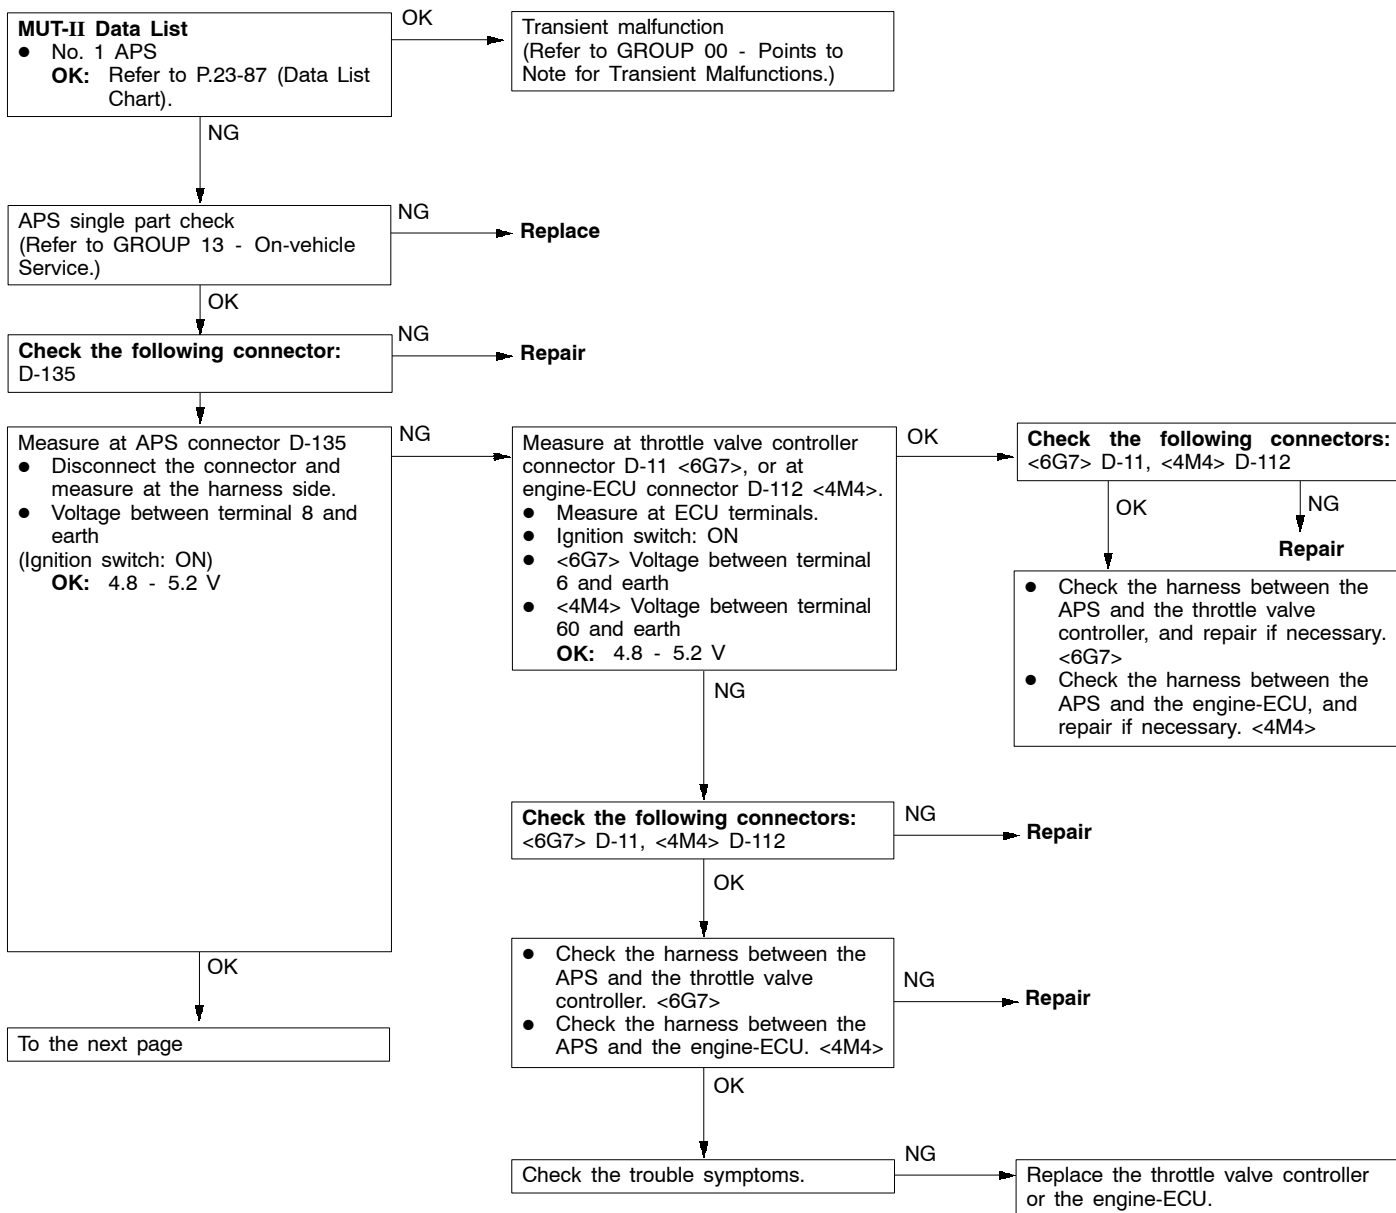 MUT-II Data List
● No. 1 APS
OK: Refer to P.23-87 (Data List
Chart).
OK
Transient malfunction
(Refer to GROUP 00 - Points to
Note for Transient Malfunctions.)
NG
APS single part check
(Refer to GROUP 13 - On-vehicle
Service.)
NG
Replace
OK
Check the following connector:
D-135
NG
Repair
Measure at APS connector D-135
● Disconnect the connector and
measure at the harness side.
● Voltage between terminal 8 and
earth
(Ignition switch: ON)
OK: 4.8 - 5.2 V
NG
Measure at throttle valve controller
connector D-11 <6G7>, or at
engine-ECU connector D-112 <4M4>.
● Measure at ECU terminals.
● Ignition switch: ON
● <6G7> Voltage between terminal
6 and earth
● <4M4> Voltage between terminal
60 and earth
OK: 4.8 - 5.2 V
OK
Check the following connectors:
<6G7> D-11, <4M4> D-112
OK
NG
Repair
● Check the harness between the
APS and the throttle valve
controller, and repair if necessary.
<6G7>
● Check the harness between the
APS and the engine-ECU, and
repair if necessary. <4M4>
NG
Check the following connectors:
<6G7> D-11, <4M4> D-112
NG
Repair
OK
● Check the harness between the
APS and the throttle valve
controller. <6G7>
● Check the harness between the
APS and the engine-ECU. <4M4>
NG
Repair
OK
To the next page
OK
Check the trouble symptoms.
NG
Replace the throttle valve controller
or the engine-ECU.